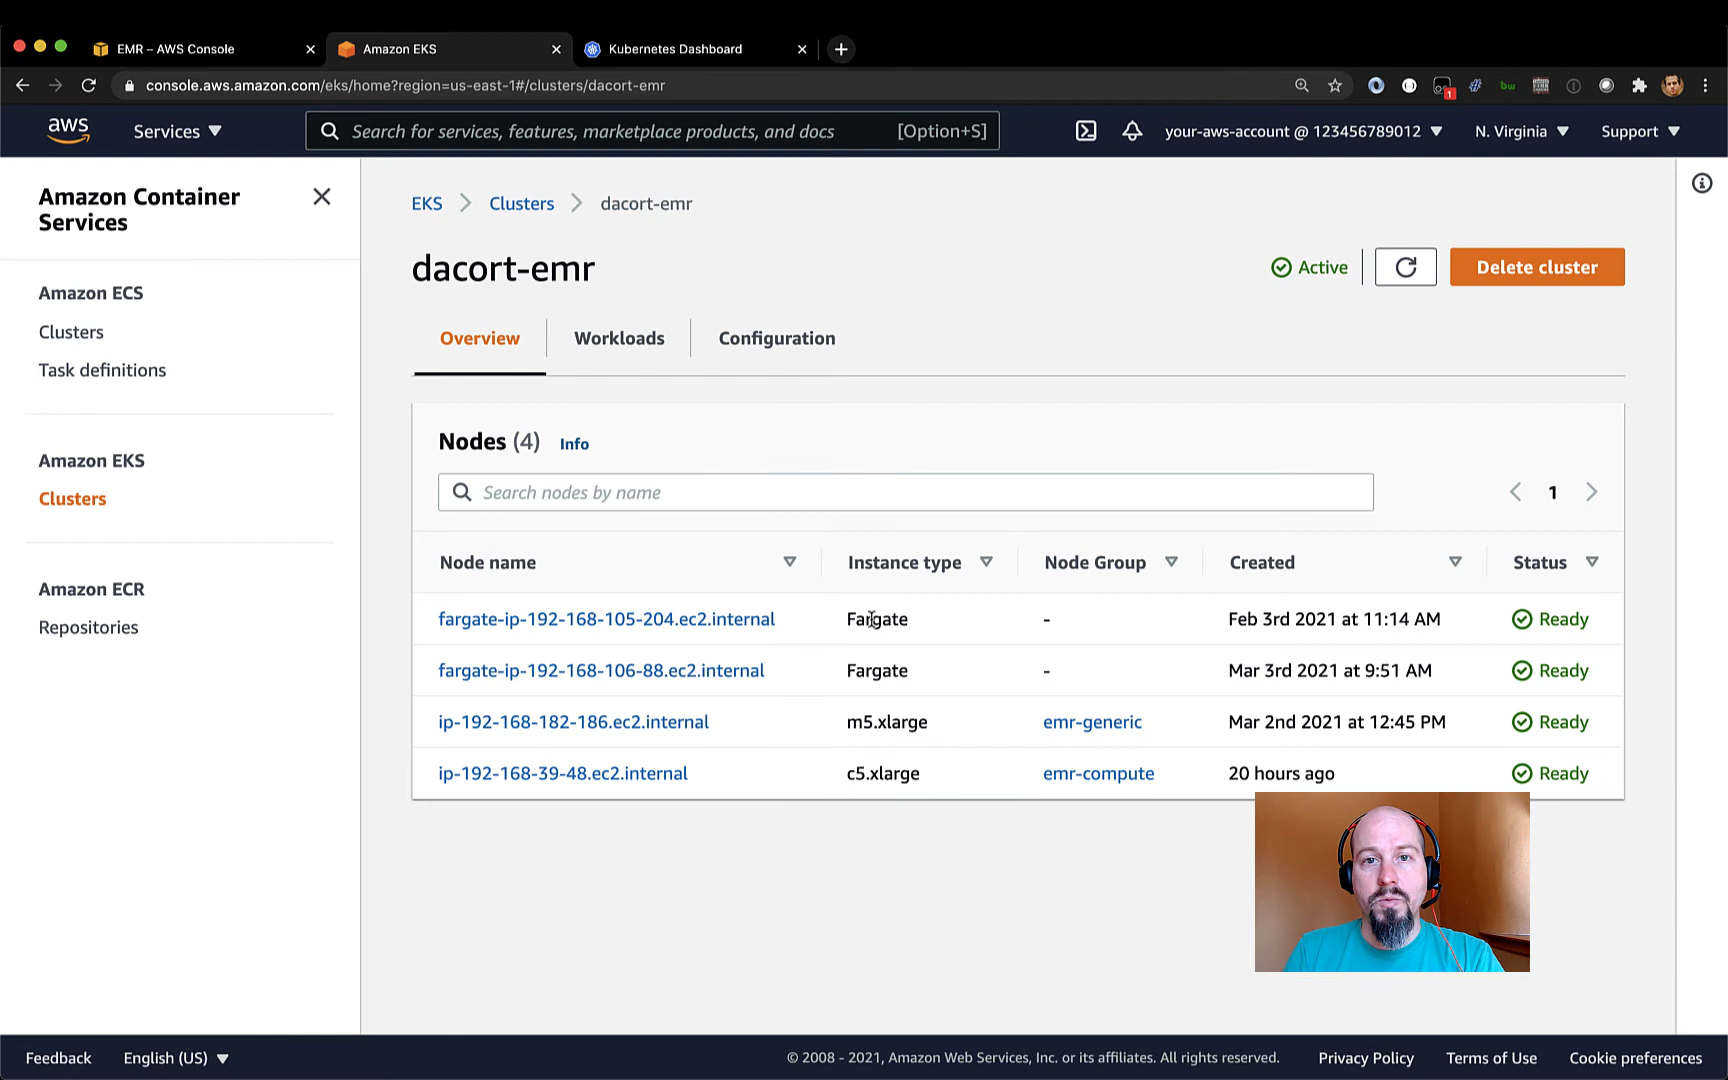 EMR – AWS Console
Amazon EKS
Kubernetes Dashboard
console.aws.amazon.com/eks/home?region=us-east-1#/clusters/dacort-emr
1
bw
aws
Services
Search for services, features, marketplace products, and docs
[Option+S]
your-aws-account @ 123456789012
N. Virginia
Support
Amazon Container
Services
Amazon ECS
Clusters
Task definitions
Amazon EKS
Clusters
Amazon ECR
Repositories
EKS
Clusters
dacort-emr
dacort-emr
Active
Delete cluster
Overview
Workloads
Configuration
Nodes (4) Info
Search nodes by name
1
Node name Instance type Node Group Created Status
fargate-ip-192-168-105-204.ec2.internal Fargate - Feb 3rd 2021 at 11:14 AM Ready
fargate-ip-192-168-106-88.ec2.internal Fargate - Mar 3rd 2021 at 9:51 AM Ready
ip-192-168-182-186.ec2.internal m5.xlarge emr-generic Mar 2nd 2021 at 12:45 PM Ready
ip-192-168-39-48.ec2.internal c5.xlarge emr-compute 20 hours ago Ready
Feedback
English (US)
© 2008 - 2021, Amazon Web Services, Inc. or its affiliates. All rights reserved.
Privacy Policy
Terms of Use
Cookie preferences